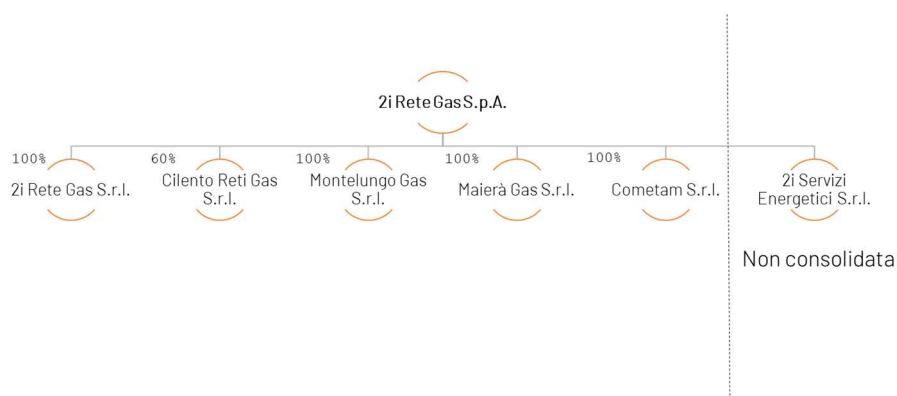 2i Rete Gas S.p.A.
100%
60%
100%
100%
100%
2i Rete Gas S.r.l.
Cilento Reti Gas
S.r.l.
Montelungo Gas
S.r.l.
Maierà Gas S.r.l.
Cometam S.r.l.
2i Servizi
Energetici S.r.l.
Non consolidata